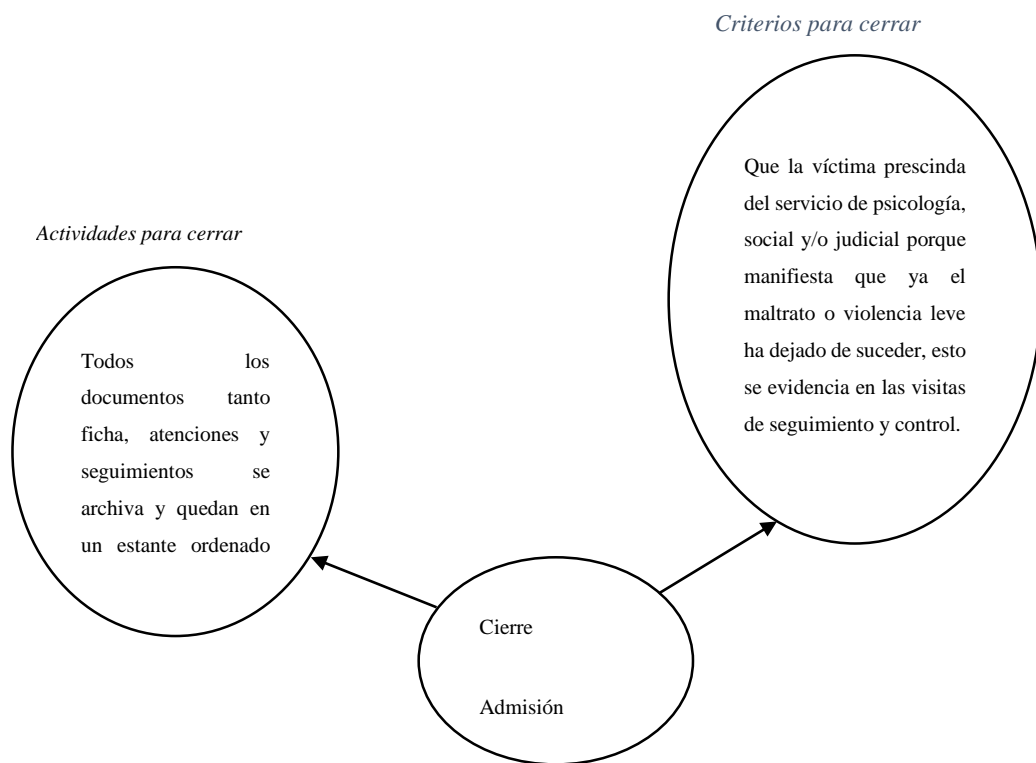 Criterios para cerrar
Que la víctima prescinda
del servicio de psicología,
social y/o judicial porque
manifiesta que ya el
maltrato o violencia leve
ha dejado de suceder, esto
se evidencia en las visitas
de seguimiento y control.
Actividades para cerrar
Todos los
documentos tanto
ficha, atenciones y
seguimientos se
archiva y quedan en
un estante ordenado
Cierre
Admisión